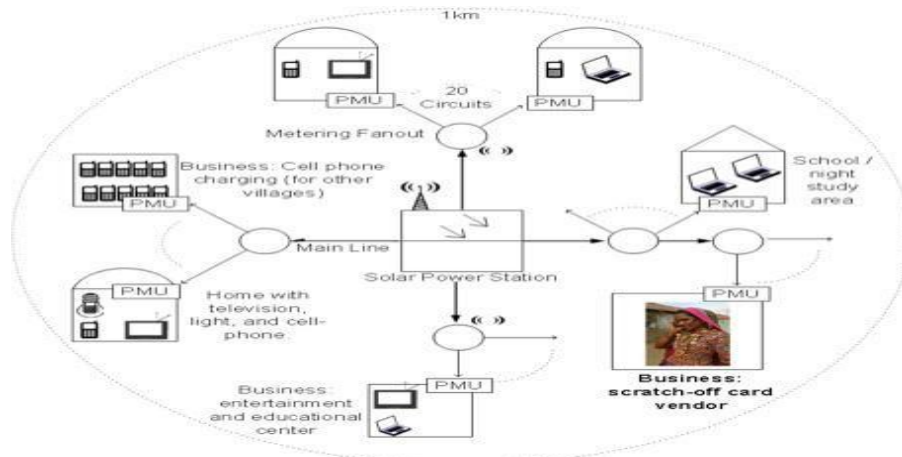 1km
20
Circuits
PMU
PMU
Metering Fanout
Business: Cell phone
charging (for other
villages)
PMU
School /
night
study
area
PMU
Main Line
Solar Power Station
PMU
Home with
television,
light, and cell-
phone.
PMU
Business:
scratch-off card
vendor
PMU
Business:
entertainment
and educational
center